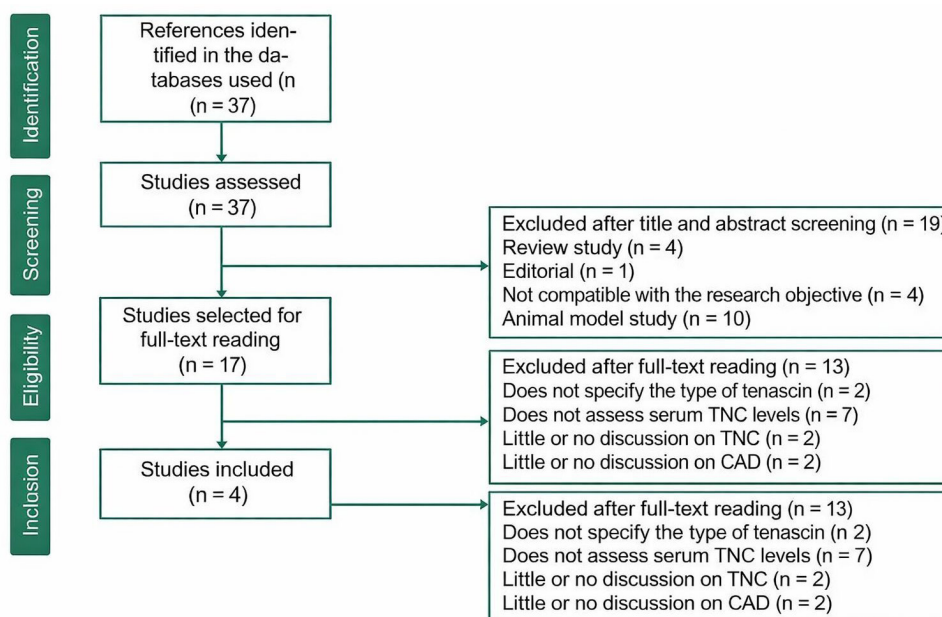 Identification
References iden-
tified in the da-
tabases used (n
(n = 37)
Screening
Studies assessed
(n = 37)
Excluded after title and abstract screening (n = 19)
Review study (n = 4)
Editorial (n = 1)
Not compatible with the research objective (n = 4)
Animal model study (n = 10)
Eligibility
Studies selected for
full-text reading
(n = 17)
Excluded after full-text reading (n = 13)
Does not specify the type of tenascin (n = 2)
Does not assess serum TNC levels (n = 7)
Little or no discussion on TNC (n = 2)
Little or no discussion on CAD (n = 2)
Inclusion
Studies included
(n = 4)
Excluded after full-text reading (n = 13)
Does not specify the type of tenascin (n 2)
Does not assess serum TNC levels (n = 7)
Little or no discussion on TNC (n = 2)
Little or no discussion on CAD (n = 2)